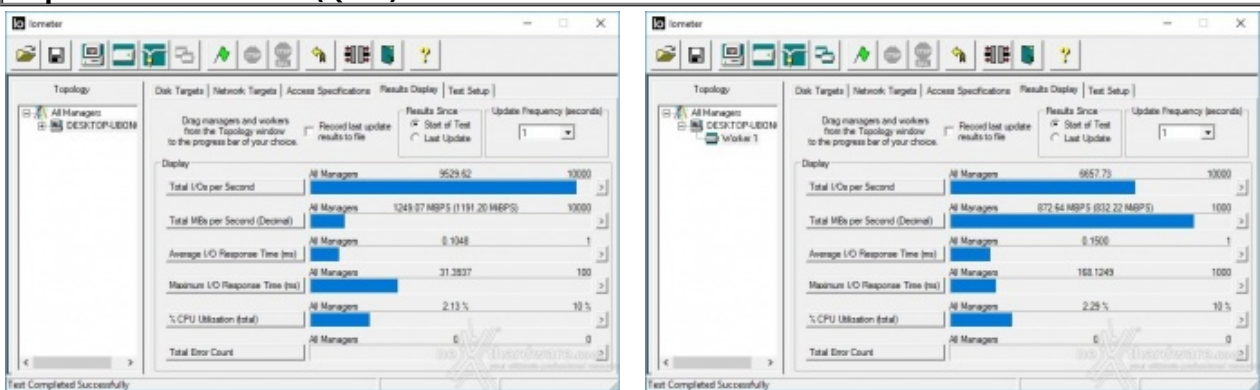 Iometer
Topology
All Managers
DESKTOP-UBON
Disk Targets | Network Targets | Access Specifications | Results Display | Test Setup
Drag managers and workers
from the Topology window
to the progress bar of your choice.
Record last update
results to file
Results Since
Start of Test
Last Update
Update Frequency (seconds)
1
Display
All Managers 9529.62 10000
Total I/Os per Second
All Managers 1249.07 MBPS (1191.20 MiBPS) 10000
Total MBs per Second (Decimal)
All Managers 0.1048 1
Average I/O Response Time (ms)
All Managers 31.3937 100
Maximum I/O Response Time (ms)
All Managers 2.13 % 10 %
% CPU Utilization (total)
All Managers 0 0
Total Error Count
Test Completed Successfully
Iometer
Topology
All Managers
DESKTOP-UBON
Worker 1
Disk Targets | Network Targets | Access Specifications | Results Display | Test Setup
Drag managers and workers
from the Topology window
to the progress bar of your choice.
Record last update
results to file
Results Since
Start of Test
Last Update
Update Frequency (seconds)
1
Display
All Managers 6657.73 10000
Total I/Os per Second
All Managers 872.64 MBPS (832.22 MiBPS) 1000
Total MBs per Second (Decimal)
All Managers 0.1500 1
Average I/O Response Time (ms)
All Managers 168.1249 1000
Maximum I/O Response Time (ms)
All Managers 2.29 % 10 %
% CPU Utilization (total)
All Managers 0 0
Total Error Count
Test Completed Successfully